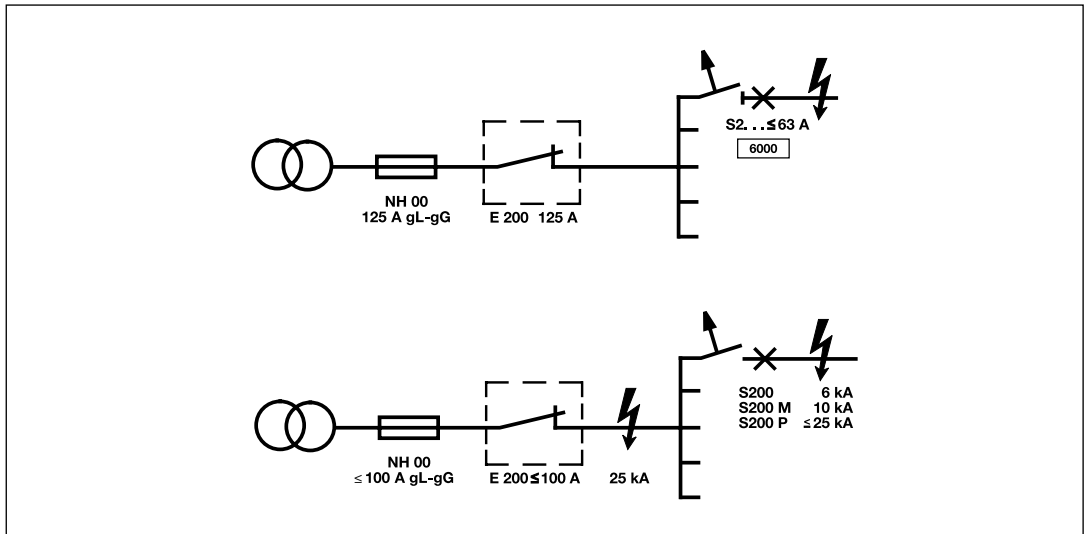 S2. . .≤63 A
6000
NH 00
125 A gL-gG
E 200 125 A
S200 6 kA
S200 M 10 kA
S200 P ≤25 kA
NH 00
≤ 100 A gL-gG
E 200≤100 A
25 kA